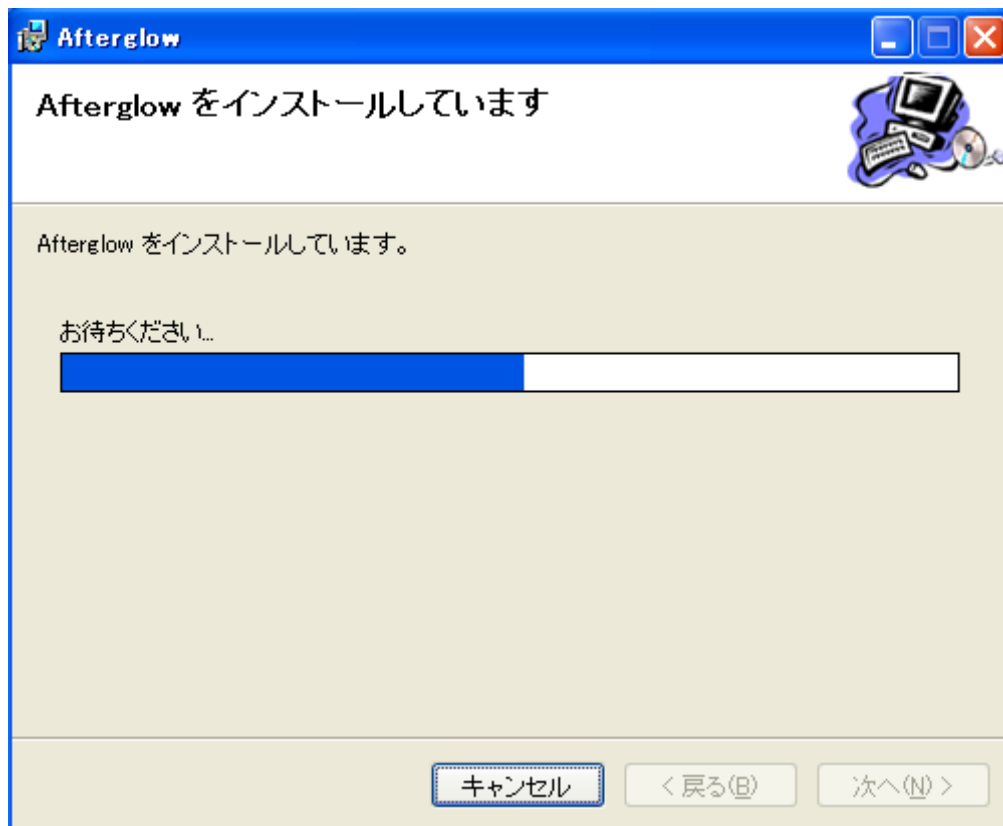 Afterglow
Afterglow をインストールしています
Afterglow をインストールしています。
お待ちください...
キャンセル
< 戻る(B)
次へ(N) >